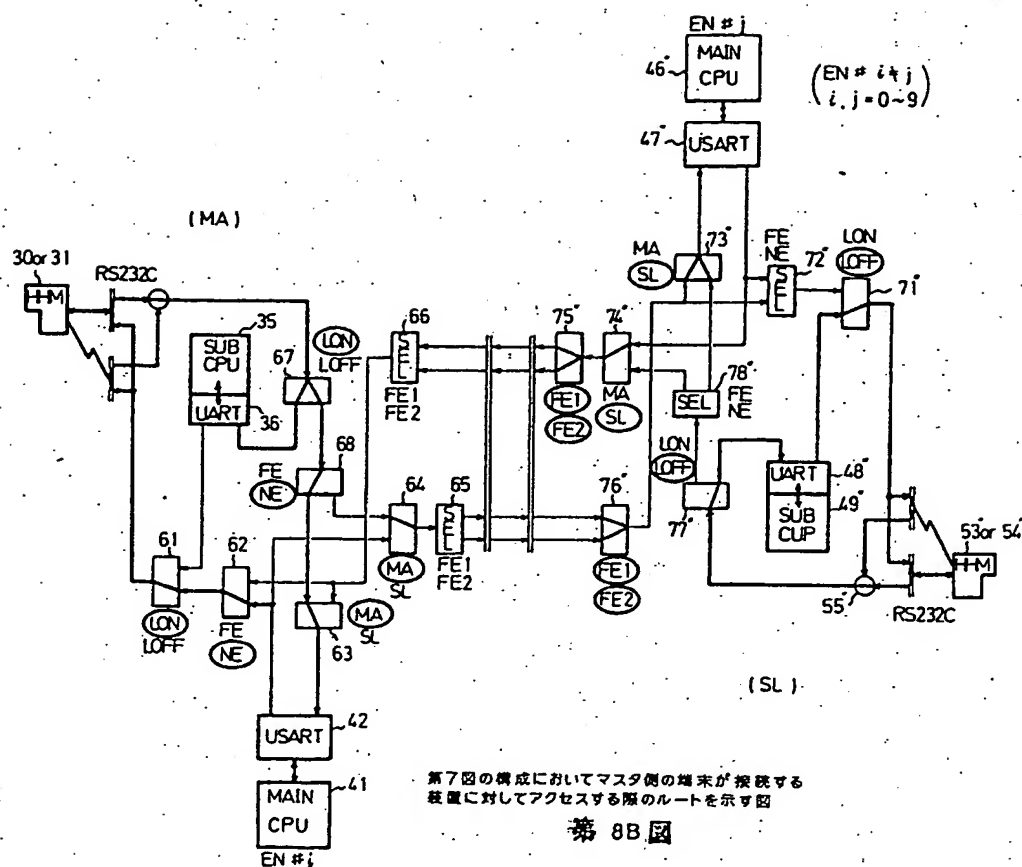 EN # j
MAIN
CPU
46"
(EN # i ≠ j
i, j = 0~9)
47"
USART
(MA)
30 or 31
HHM
RS232C
35
SUB
CPU
UART
36
67
LON
LOFF
66
SEL
FE1
FE2
75"
FE1
FE2
74"
MA
SL
MA
SL
73"
FE
NE
72"
SEL
LON
LOFF
71"
78"
SEL
FE
NE
68
FE
NE
64
MA
SL
65
SEL
FE1
FE2
76"
FE1
FE2
LON
LOFF
77"
UART
48"
SUB
CUP
49"
53" or 54"
HHM
55"
RS232C
61
LON
LOFF
62
FE
NE
63
MA
SL
(SL)
USART
42
MAIN
CPU
41
EN # i
第7図の構成においてマスタ側の端末が接続する
装置に対してアクセスする際のルートを示す図
第 8B 図